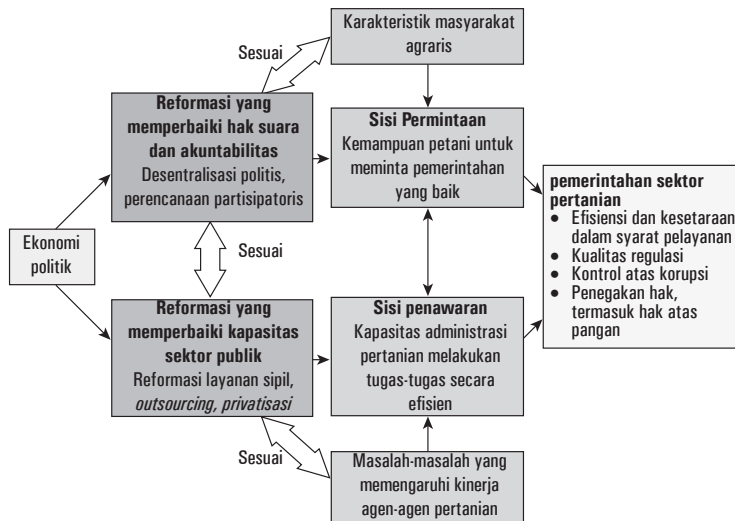 Karakteristik masyarakat
agraris
Sesuai
Reformasi yang
memperbaiki hak suara
dan akuntabilitas
Desentralisasi politis,
perencanaan partisipatoris
Sisi Permintaan
Kemampuan petani untuk
meminta pemerintahan
yang baik
Ekonomi
politik
Sesuai
pemerintahan sektor
pertanian
● Efisiensi dan kesetaraan
dalam syarat pelayanan
● Kualitas regulasi
● Kontrol atas korupsi
● Penegakan hak,
termasuk hak atas
pangan
Reformasi yang
memperbaiki kapasitas
sektor publik
Reformasi layanan sipil,
outsourcing, privatisasi
Sisi penawaran
Kapasitas administrasi
pertanian melakukan
tugas-tugas secara
efisien
Sesuai
Masalah-masalah yang
memengaruhi kinerja
agen-agen pertanian